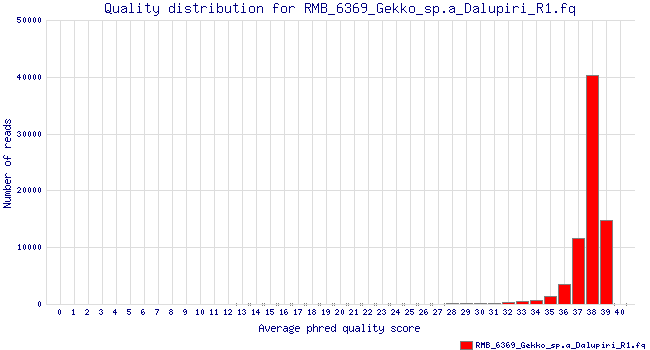 Quality distribution for RMB_6369_Gekko_sp.a_Dalupiri_R1.fq
50000
40000
30000
20000
10000
0
Number of reads
0 1 2 3 4 5 6 7 8 9 10 11 12 13 14 15 16 17 18 19 20 21 22 23 24 25 26 27 28 29 30 31 32 33 34 35 36 37 38 39 40
Average phred quality score
RMB_6369_Gekko_sp.a_Dalupiri_R1.fq